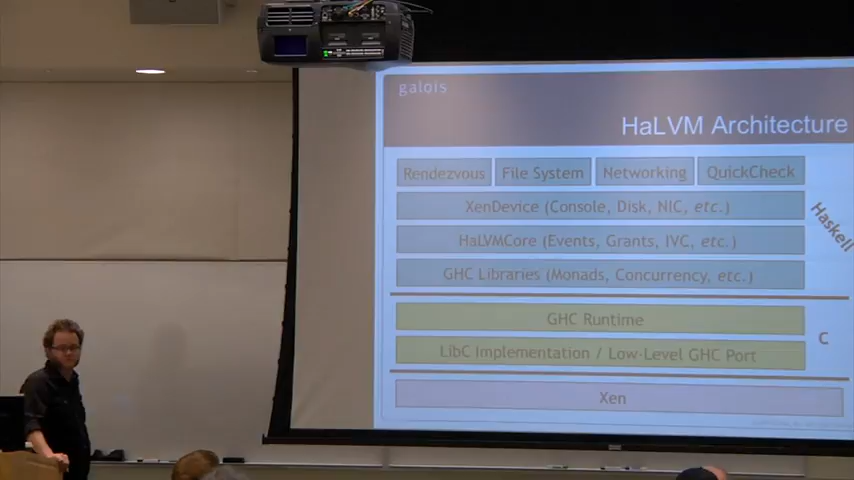 galois
HaLVM Architecture
Rendezvous File System Networking QuickCheck
XenDevice (Console, Disk, NIC, etc.)
HaLVMCore (Events, Grants, IVC, etc.)
GHC Libraries (Monads, Concurrency, etc.)
Haskell
GHC Runtime
LibC Implementation / Low-Level GHC Port
C
Xen